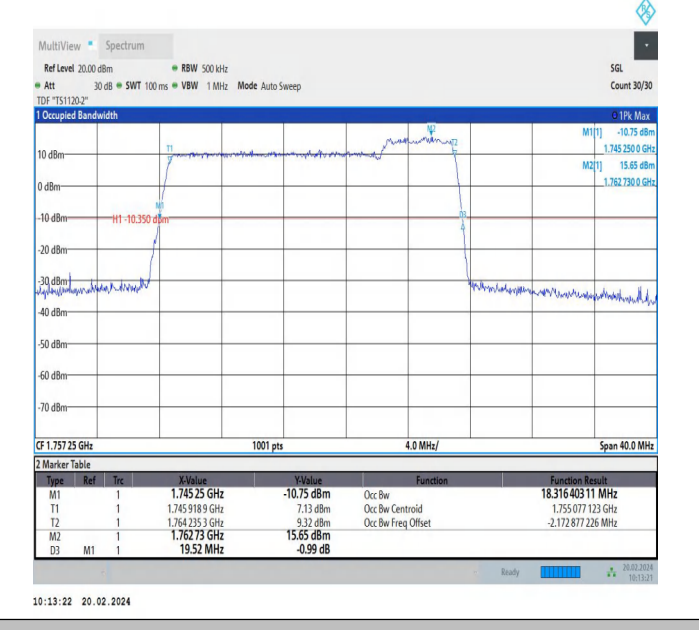 R S
MultiView Spectrum
Ref Level 20.00 dBm RBW 500 kHz SGL
Att 30 dB SWT 100 ms VBW 1 MHz Mode Auto Sweep Count 30/30
TDF "TS1120-2"
1 Occupied Bandwidth 1Pk Max
M1[1] -10.75 dBm
1.745 250 0 GHz
M2[1] 15.65 dBm
1.762 730 0 GHz
M2
T1
T2
10 dBm
0 dBm
M1
D3
-10 dBm
H1 -10.350 dBm
-20 dBm
-30 dBm
-40 dBm
-50 dBm
-60 dBm
-70 dBm
CF 1.757 25 GHz 1001 pts 4.0 MHz/ Span 40.0 MHz
2 Marker Table
Type Ref Trc X-Value Y-Value Function Function Result
M1 1 1.745 25 GHz -10.75 dBm Occ Bw 18.316 403 11 MHz
T1 1 1.745 918 9 GHz 7.13 dBm Occ Bw Centroid 1.755 077 123 GHz
T2 1 1.764 235 3 GHz 9.32 dBm Occ Bw Freq Offset -2.172 877 226 MHz
M2 1 1.762 73 GHz 15.65 dBm
D3 M1 1 19.52 MHz -0.99 dB
Ready 20.02.2024
10:13:21
10:13:22 20.02.2024